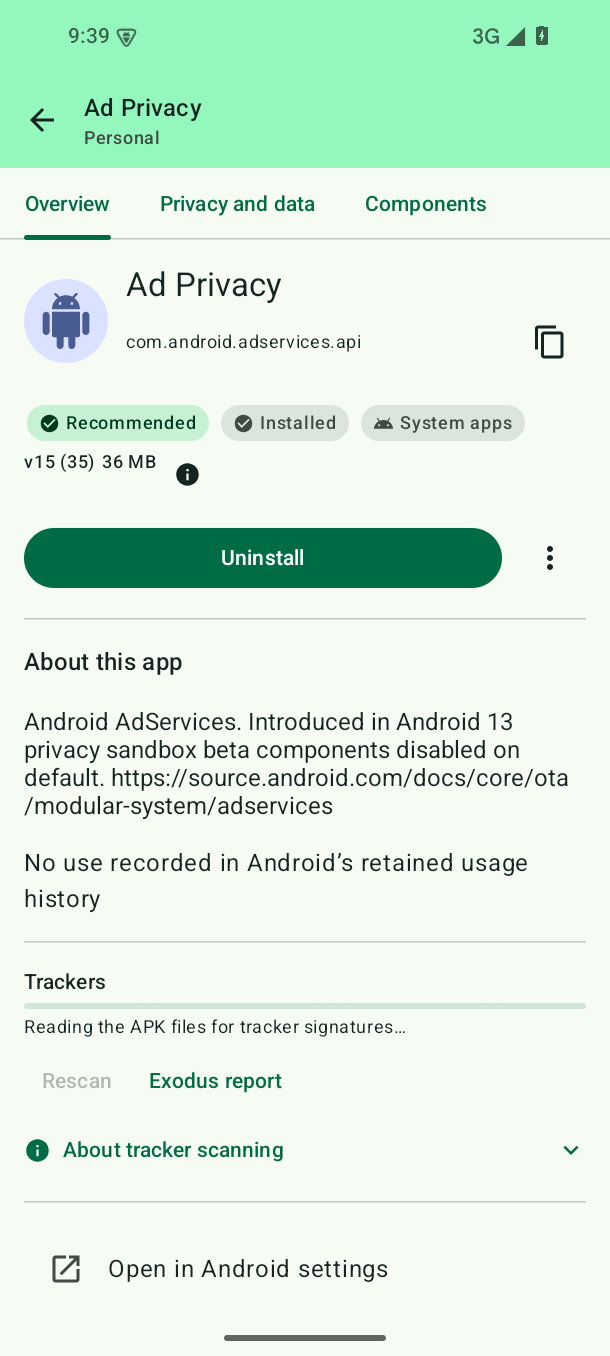 9:39
3G
Ad Privacy
Personal
Overview
Privacy and data
Components
Ad Privacy
com.android.adservices.api
Recommended
Installed
System apps
v15 (35) 36 MB
Uninstall
About this app
Android AdServices. Introduced in Android 13
privacy sandbox beta components disabled on
default. https://source.android.com/docs/core/ota
/modular-system/adservices
No use recorded in Android’s retained usage
history
Trackers
Reading the APK files for tracker signatures…
Rescan
Exodus report
About tracker scanning
Open in Android settings